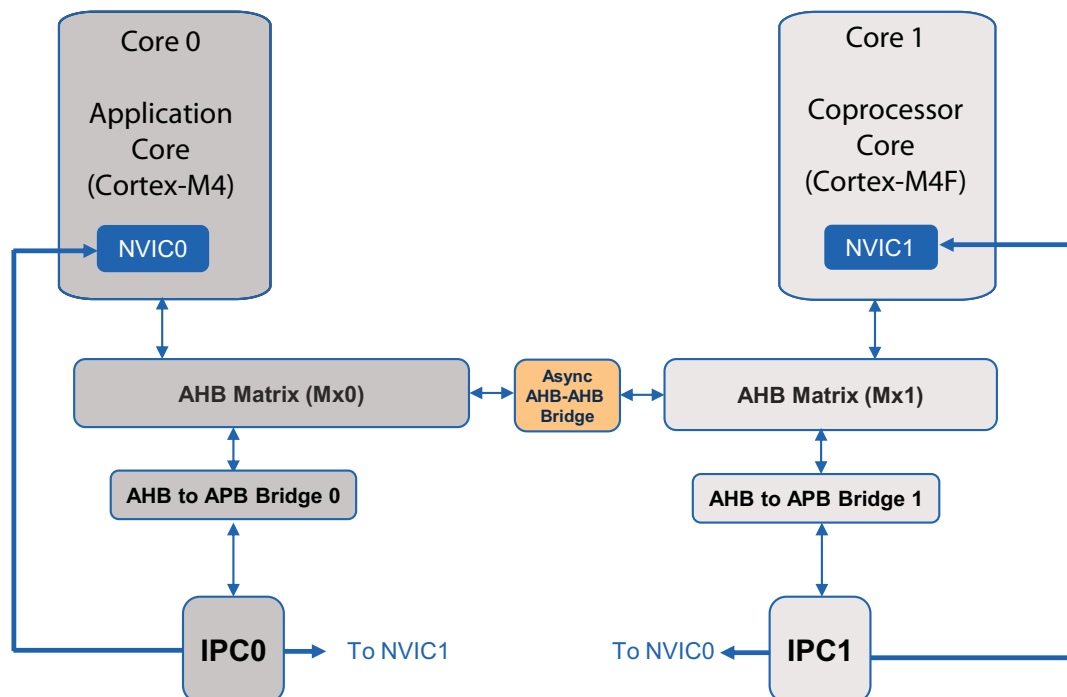 Core 0
Application
Core
(Cortex-M4)
NVIC0
Core 1
Coprocessor
Core
(Cortex-M4F)
NVIC1
AHB Matrix (Mx0)
Async
AHB-AHB
Bridge
AHB Matrix (Mx1)
AHB to APB Bridge 0
AHB to APB Bridge 1
IPC0
To NVIC1
To NVIC0
IPC1